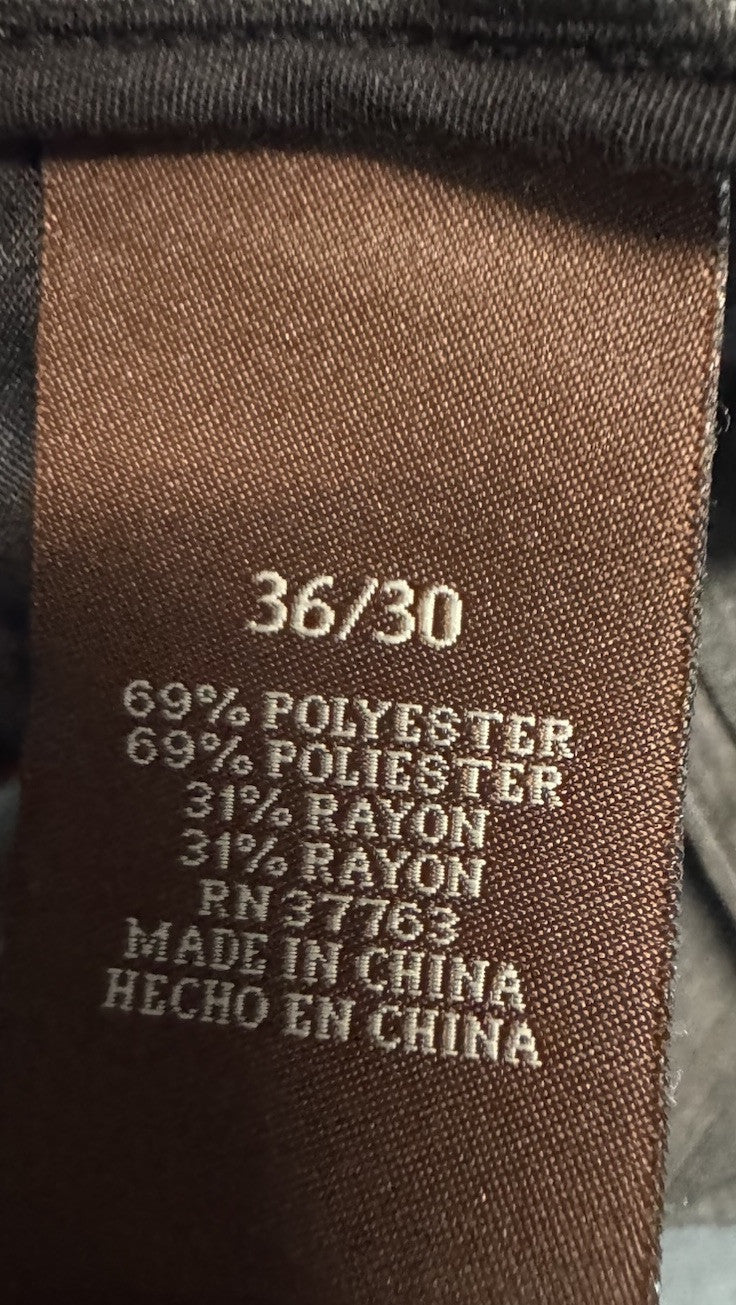 36/30
69% POLYESTER
69% POLIESTER
31% RAYON
31% RAYON
RN 37763
MADE IN CHINA
HECHO EN CHINA